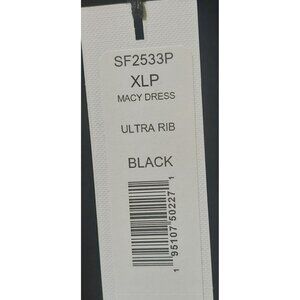 SF2533P
XLP
MACY DRESS
ULTRA RIB
BLACK
1 95107 50227 1